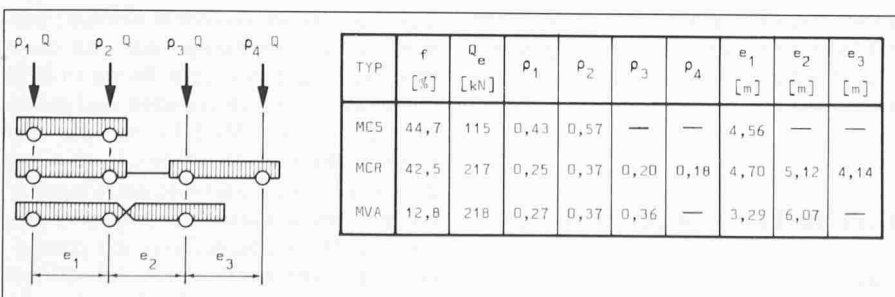 ρ₁ Q ρ₂ Q ρ₃ Q ρ₄ Q
e₁ e₂ e₃
TYP f [%] Qₑ [kN] ρ₁ ρ₂ ρ₃ ρ₄ e₁ [m] e₂ [m] e₃ [m]
MCS 44,7 115 0,43 0,57 — — 4,56 — —
MCR 42,5 217 0,25 0,37 0,20 0,18 4,70 5,12 4,14
MVA 12,8 218 0,27 0,37 0,36 — 3,29 6,07 —